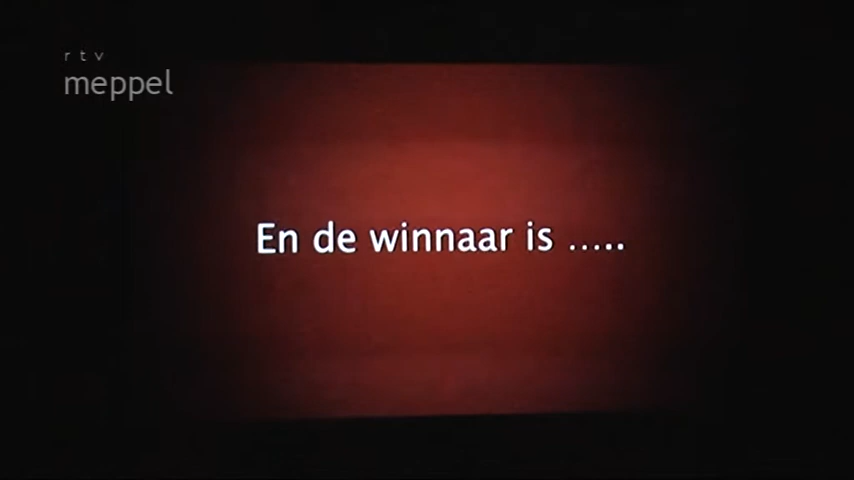 rtv
meppel
En de winnaar is .....